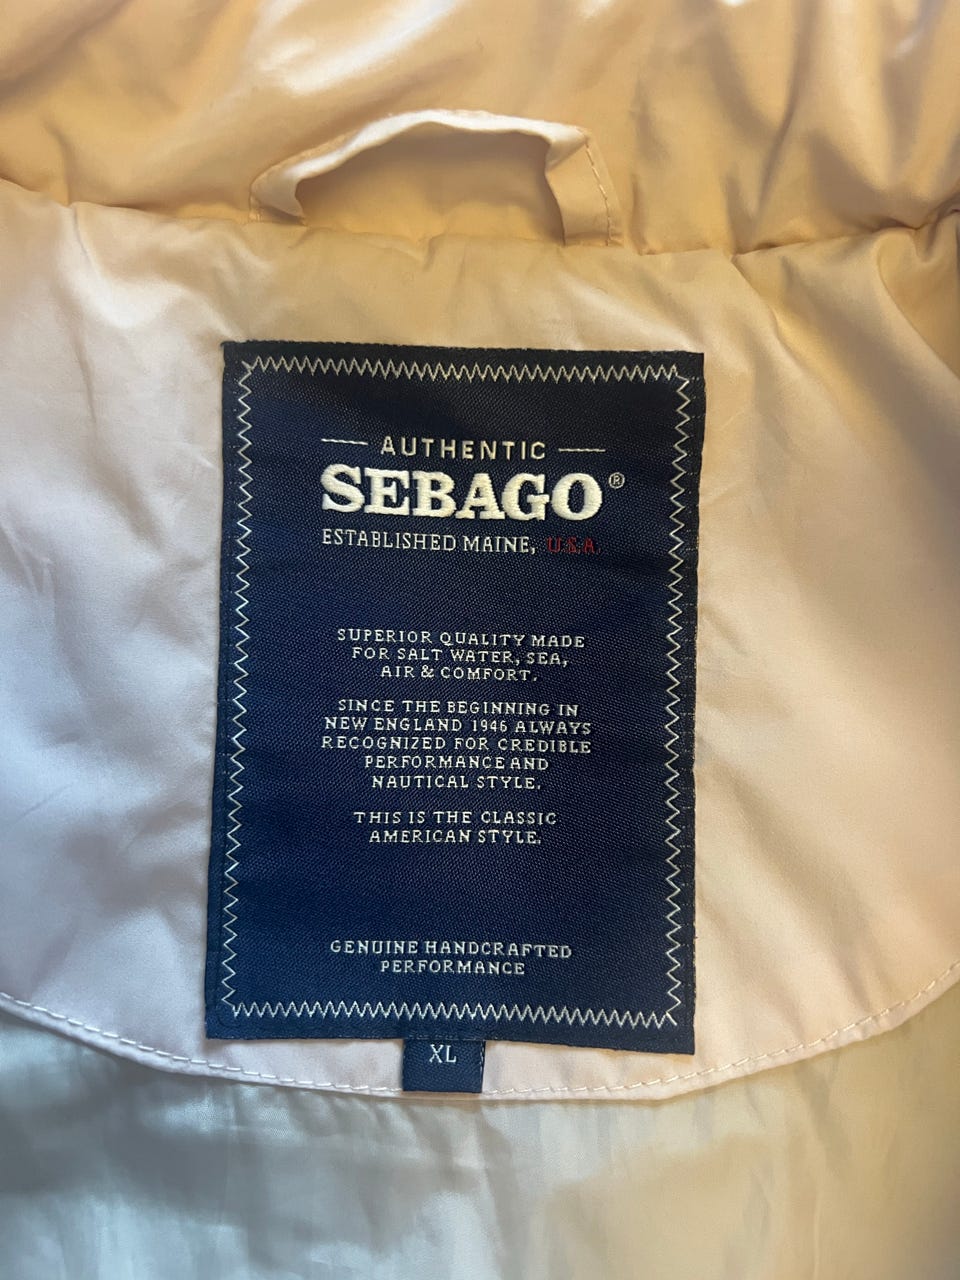 AUTHENTIC
SEBAGO®
ESTABLISHED MAINE, U.S.A.
SUPERIOR QUALITY MADE
FOR SALT WATER, SEA,
AIR & COMFORT.
SINCE THE BEGINNING IN
NEW ENGLAND 1946 ALWAYS
RECOGNIZED FOR CREDIBLE
PERFORMANCE AND
NAUTICAL STYLE.
THIS IS THE CLASSIC
AMERICAN STYLE.
GENUINE HANDCRAFTED
PERFORMANCE
XL